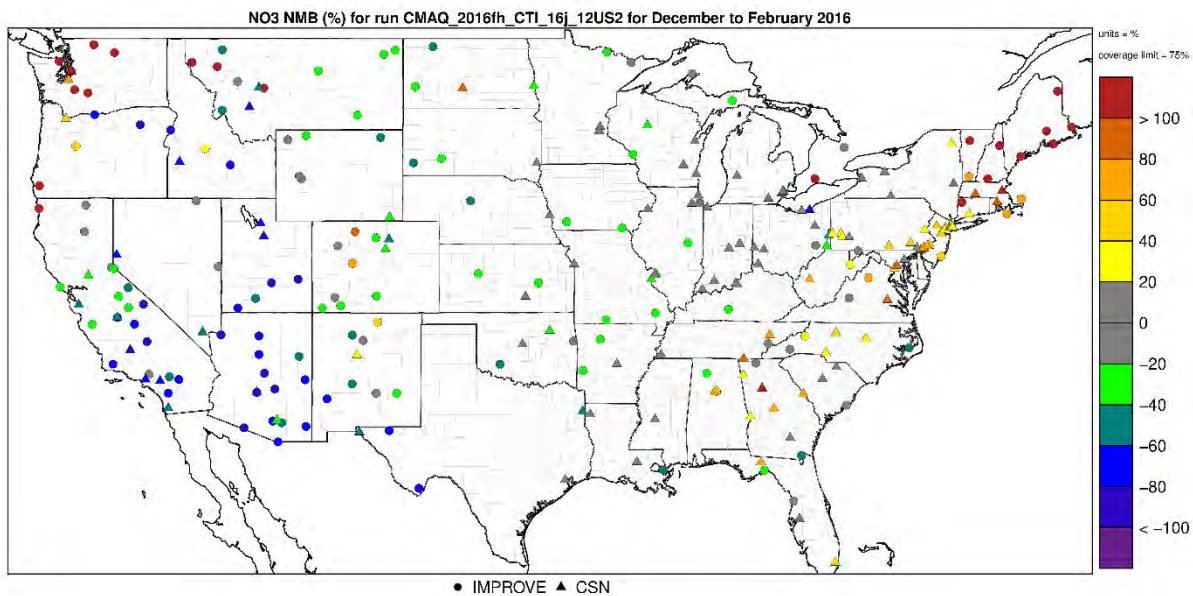 NO3 NMB (%) for run CMAQ_2016fh_CTI_16j_12US2 for December to February 2016
units = %
coverage limit = 75%
> 100
80
60
40
20
0
−20
−40
−60
−80
< −100
● IMPROVE ▲ CSN